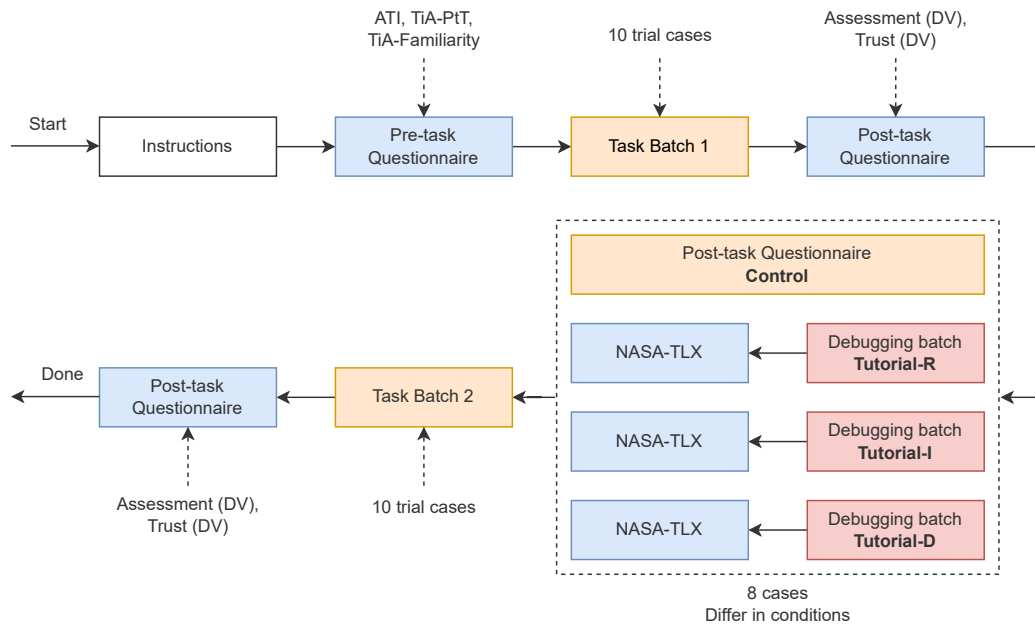 ATI, TiA-PtT,
TiA-Familiarity
10 trial cases
Assessment (DV),
Trust (DV)
Start
Instructions
Pre-task
Questionnaire
Task Batch 1
Post-task
Questionnaire
Post-task Questionnaire
Control
NASA-TLX
Debugging batch
Tutorial-R
NASA-TLX
Debugging batch
Tutorial-I
NASA-TLX
Debugging batch
Tutorial-D
8 cases
Differ in conditions
Task Batch 2
10 trial cases
Done
Post-task
Questionnaire
Assessment (DV),
Trust (DV)